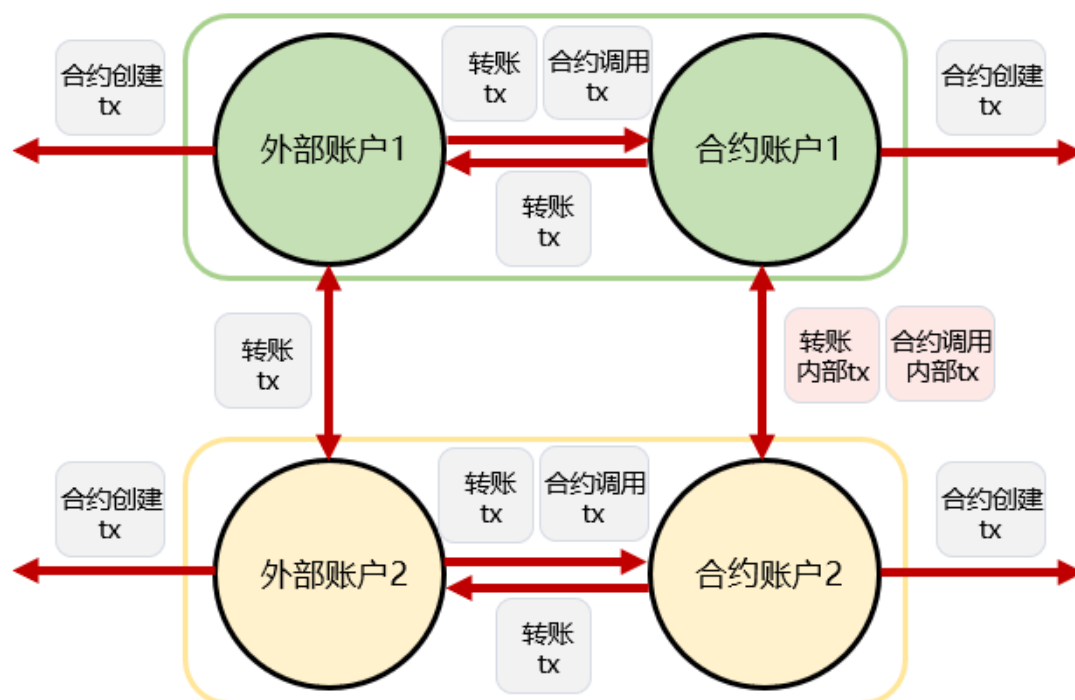 合约创建
tx
转账
tx
合约调用
tx
合约创建
tx
外部账户1
合约账户1
转账
tx
转账
tx
转账
内部tx
合约调用
内部tx
合约创建
tx
转账
tx
合约调用
tx
合约创建
tx
外部账户2
合约账户2
转账
tx